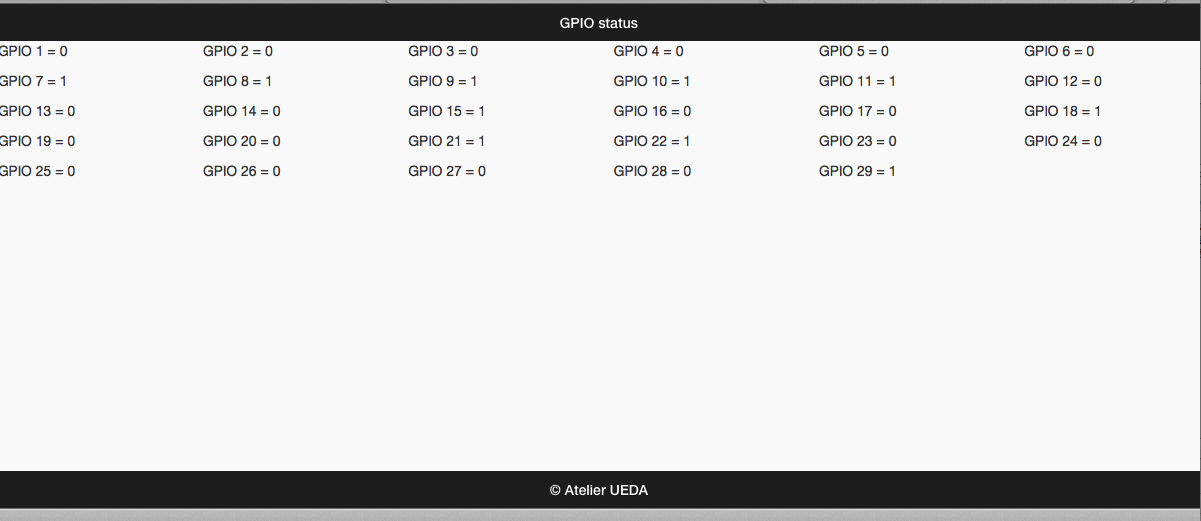 GPIO status
GPIO 1 = 0 GPIO 2 = 0 GPIO 3 = 0 GPIO 4 = 0 GPIO 5 = 0 GPIO 6 = 0
GPIO 7 = 1 GPIO 8 = 1 GPIO 9 = 1 GPIO 10 = 1 GPIO 11 = 1 GPIO 12 = 0
GPIO 13 = 0 GPIO 14 = 0 GPIO 15 = 1 GPIO 16 = 0 GPIO 17 = 0 GPIO 18 = 1
GPIO 19 = 0 GPIO 20 = 0 GPIO 21 = 1 GPIO 22 = 1 GPIO 23 = 0 GPIO 24 = 0
GPIO 25 = 0 GPIO 26 = 0 GPIO 27 = 0 GPIO 28 = 0 GPIO 29 = 1
© Atelier UEDA